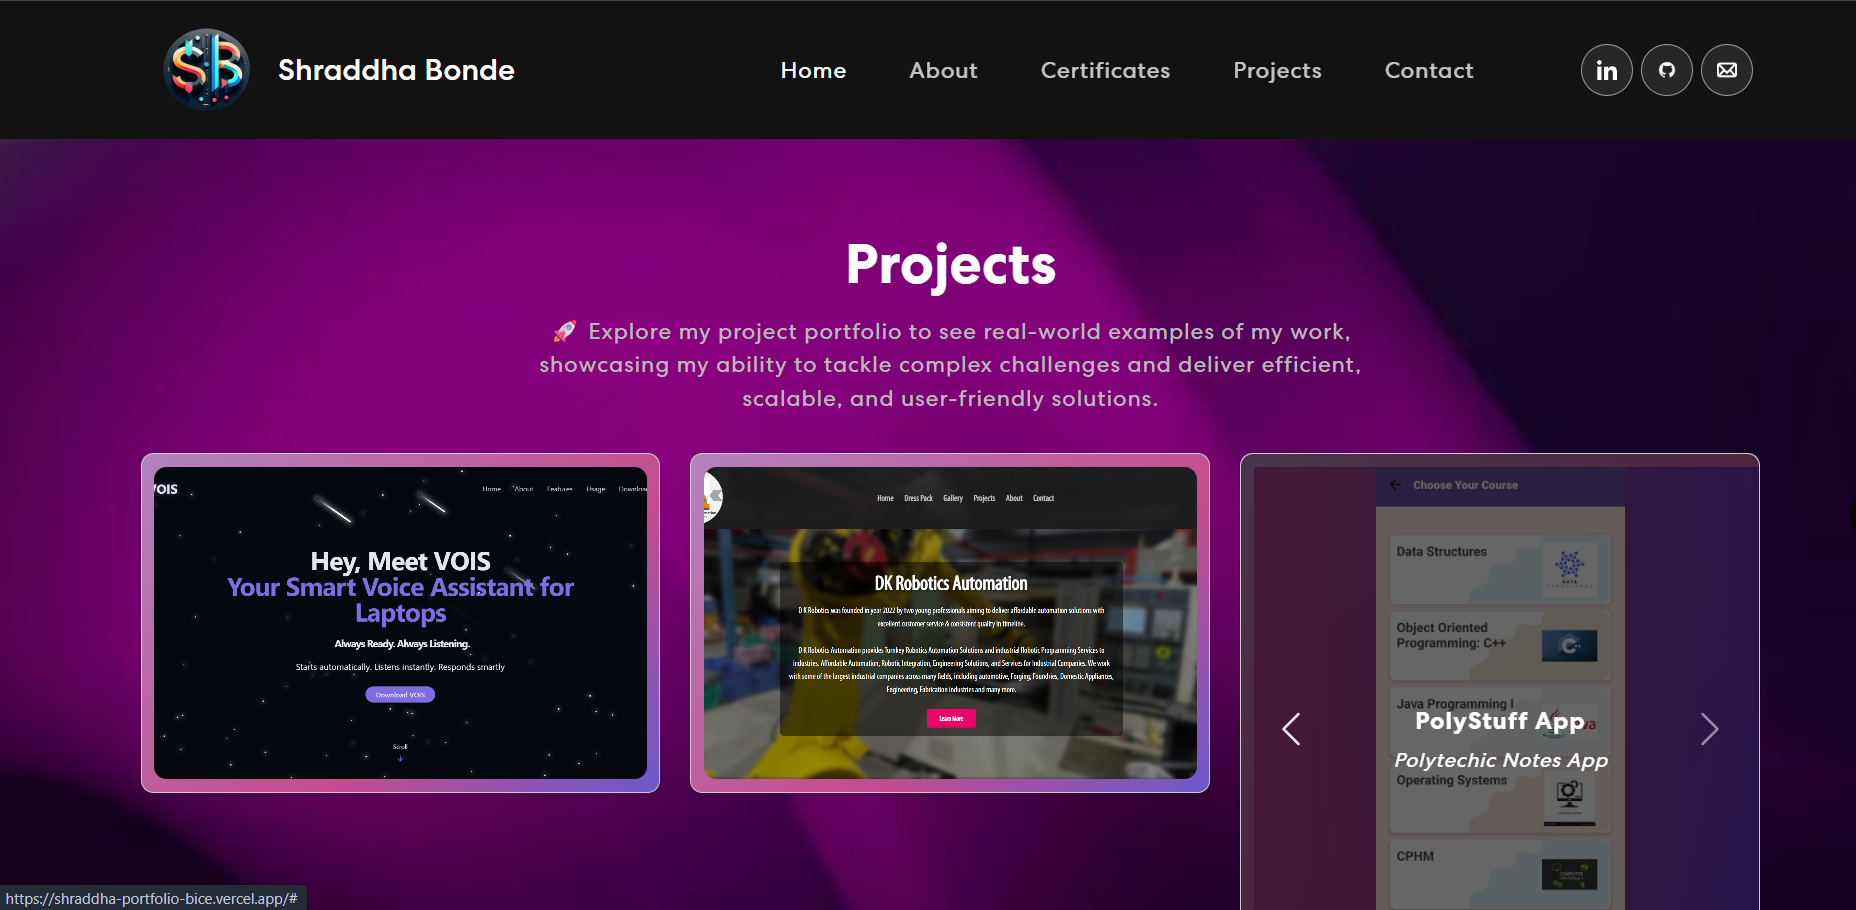 SB
Shraddha Bonde
Home About Certificates Projects Contact
in
Projects
🚀 Explore my project portfolio to see real-world examples of my work,
showcasing my ability to tackle complex challenges and deliver efficient,
scalable, and user-friendly solutions.
VOIS
Home About Features Usage Download
Hey, Meet VOIS
Your Smart Voice Assistant for
Laptops
Always Ready. Always Listening.
Starts automatically. Listens instantly. Responds smartly
Download VOIS
Scroll
Home Dress Pack Gallery Projects About Contact
DK Robotics Automation
D K Robotics was founded in year 2022 by two young professionals aiming to deliver affordable automation solutions with
excellent customer service & consistent quality in timeline.
D K Robotics Automation provides Turnkey Robotics Automation Solutions and industrial Robotic Programming Services to
industries. Affordable Automation, Robotic Integration, Engineering Solutions, and Services for Industrial Companies. We work
with some of the largest industrial companies across many fields, including automotive, Forging, Foundries, Domestic Appliances,
Engineering, Fabrication industries and many more.
Learn More
Choose Your Course
Data Structures
Object Oriented
Programming: C++
Java Programming I
PolyStuff App
Polytechic Notes App
Operating Systems
CPHM
https://shraddha-portfolio-bice.vercel.app/#